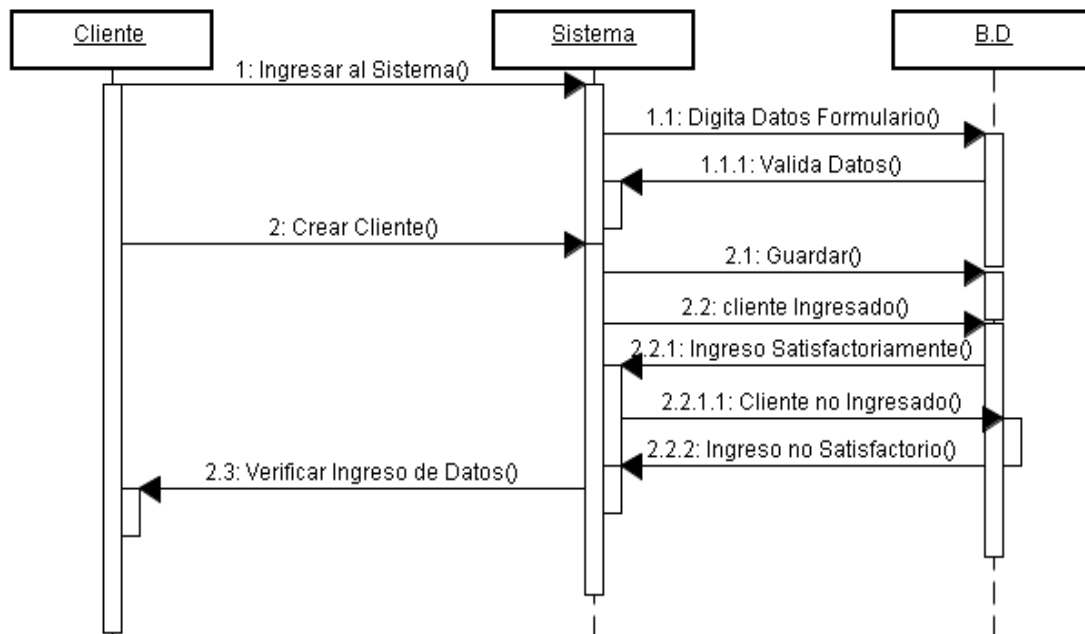 Cliente
Sistema
B.D
1: Ingresar al Sistema()
1.1: Digita Datos Formulario()
1.1.1: Valida Datos()
2: Crear Cliente()
2.1: Guardar()
2.2: cliente Ingresado()
2.2.1: Ingreso Satisfactoriamente()
2.2.1.1: Cliente no Ingresado()
2.2.2: Ingreso no Satisfactorio()
2.3: Verificar Ingreso de Datos()